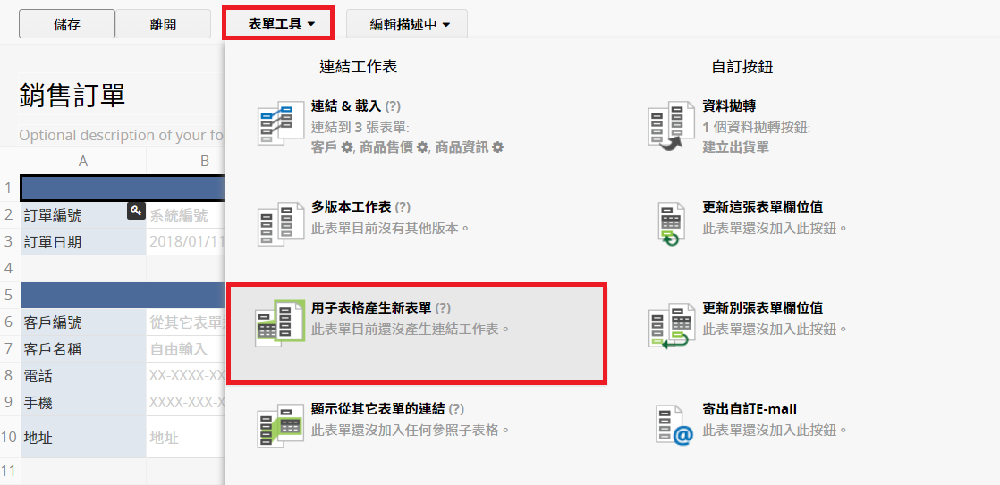 儲存
離開
表單工具
編輯描述中
銷售訂單
Optional description of your fo
A
B
1
2 訂單編號 系統編號
3 訂單日期 2018/01/11
4
5
6 客戶編號 從其它表單
7 客戶名稱 自由輸入
8 電話 XX-XXXX-XX
9 手機 XXXX-XXX-X
10 地址 地址
11
連結工作表
連結 & 載入 (?)
連結到 3 張表單:
客戶, 商品售價, 商品資訊
多版本工作表 (?)
此表單目前沒有其他版本。
用子表格產生新表單 (?)
此表單目前還沒產生連結工作表。
顯示從其它表單的連結 (?)
此表單還沒加入任何參照子表格。
自訂按鈕
資料拋轉
1 個資料拋轉按鈕:
建立出貨單
更新這張表單欄位值
此表單還沒加入此按鈕。
更新別張表單欄位值
此表單還沒加入此按鈕。
寄出自訂E-mail
此表單還沒加入此按鈕。